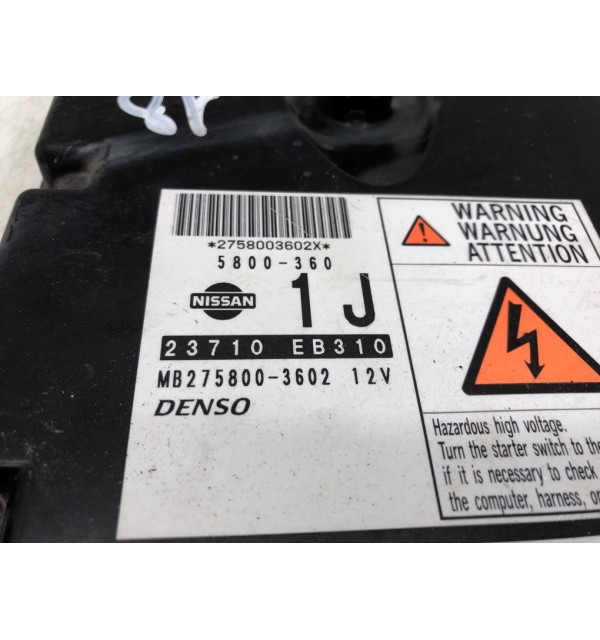 *2758003602X*
5800-360
NISSAN
1J
23710 EB310
MB275800-3602 12V
DENSO
WARNING
WARNUNG
ATTENTION
Hazardous high voltage.
Turn the starter switch to the
if it is necessary to check
the computer, harness, or